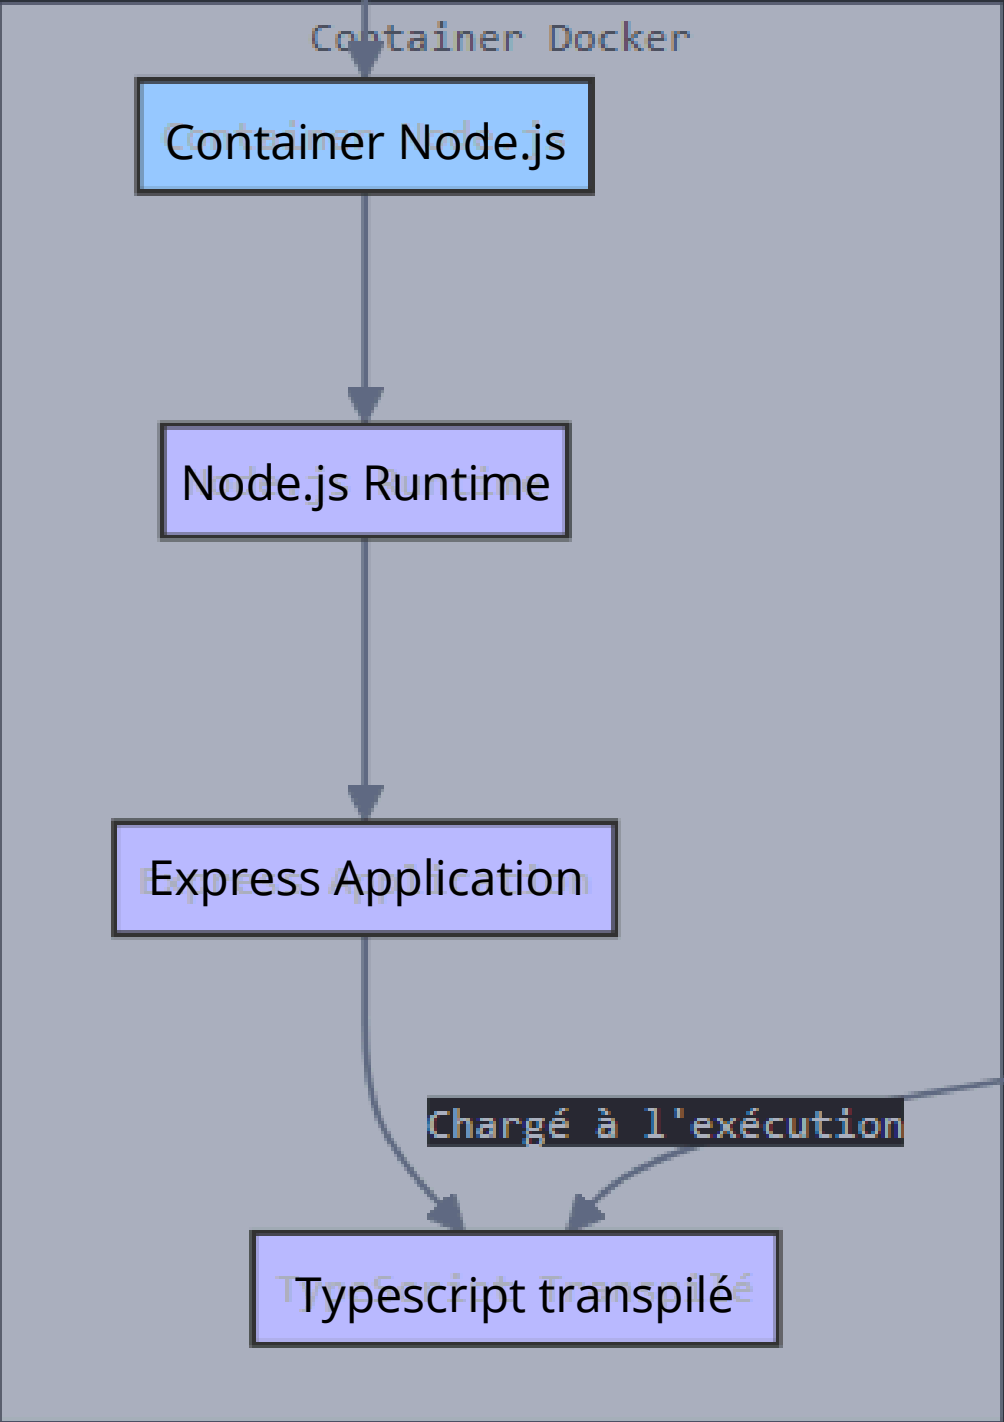 Container Docker
Container Node.js
Node.js Runtime
Express Application
Chargé à l'exécution
Typescript transpilé